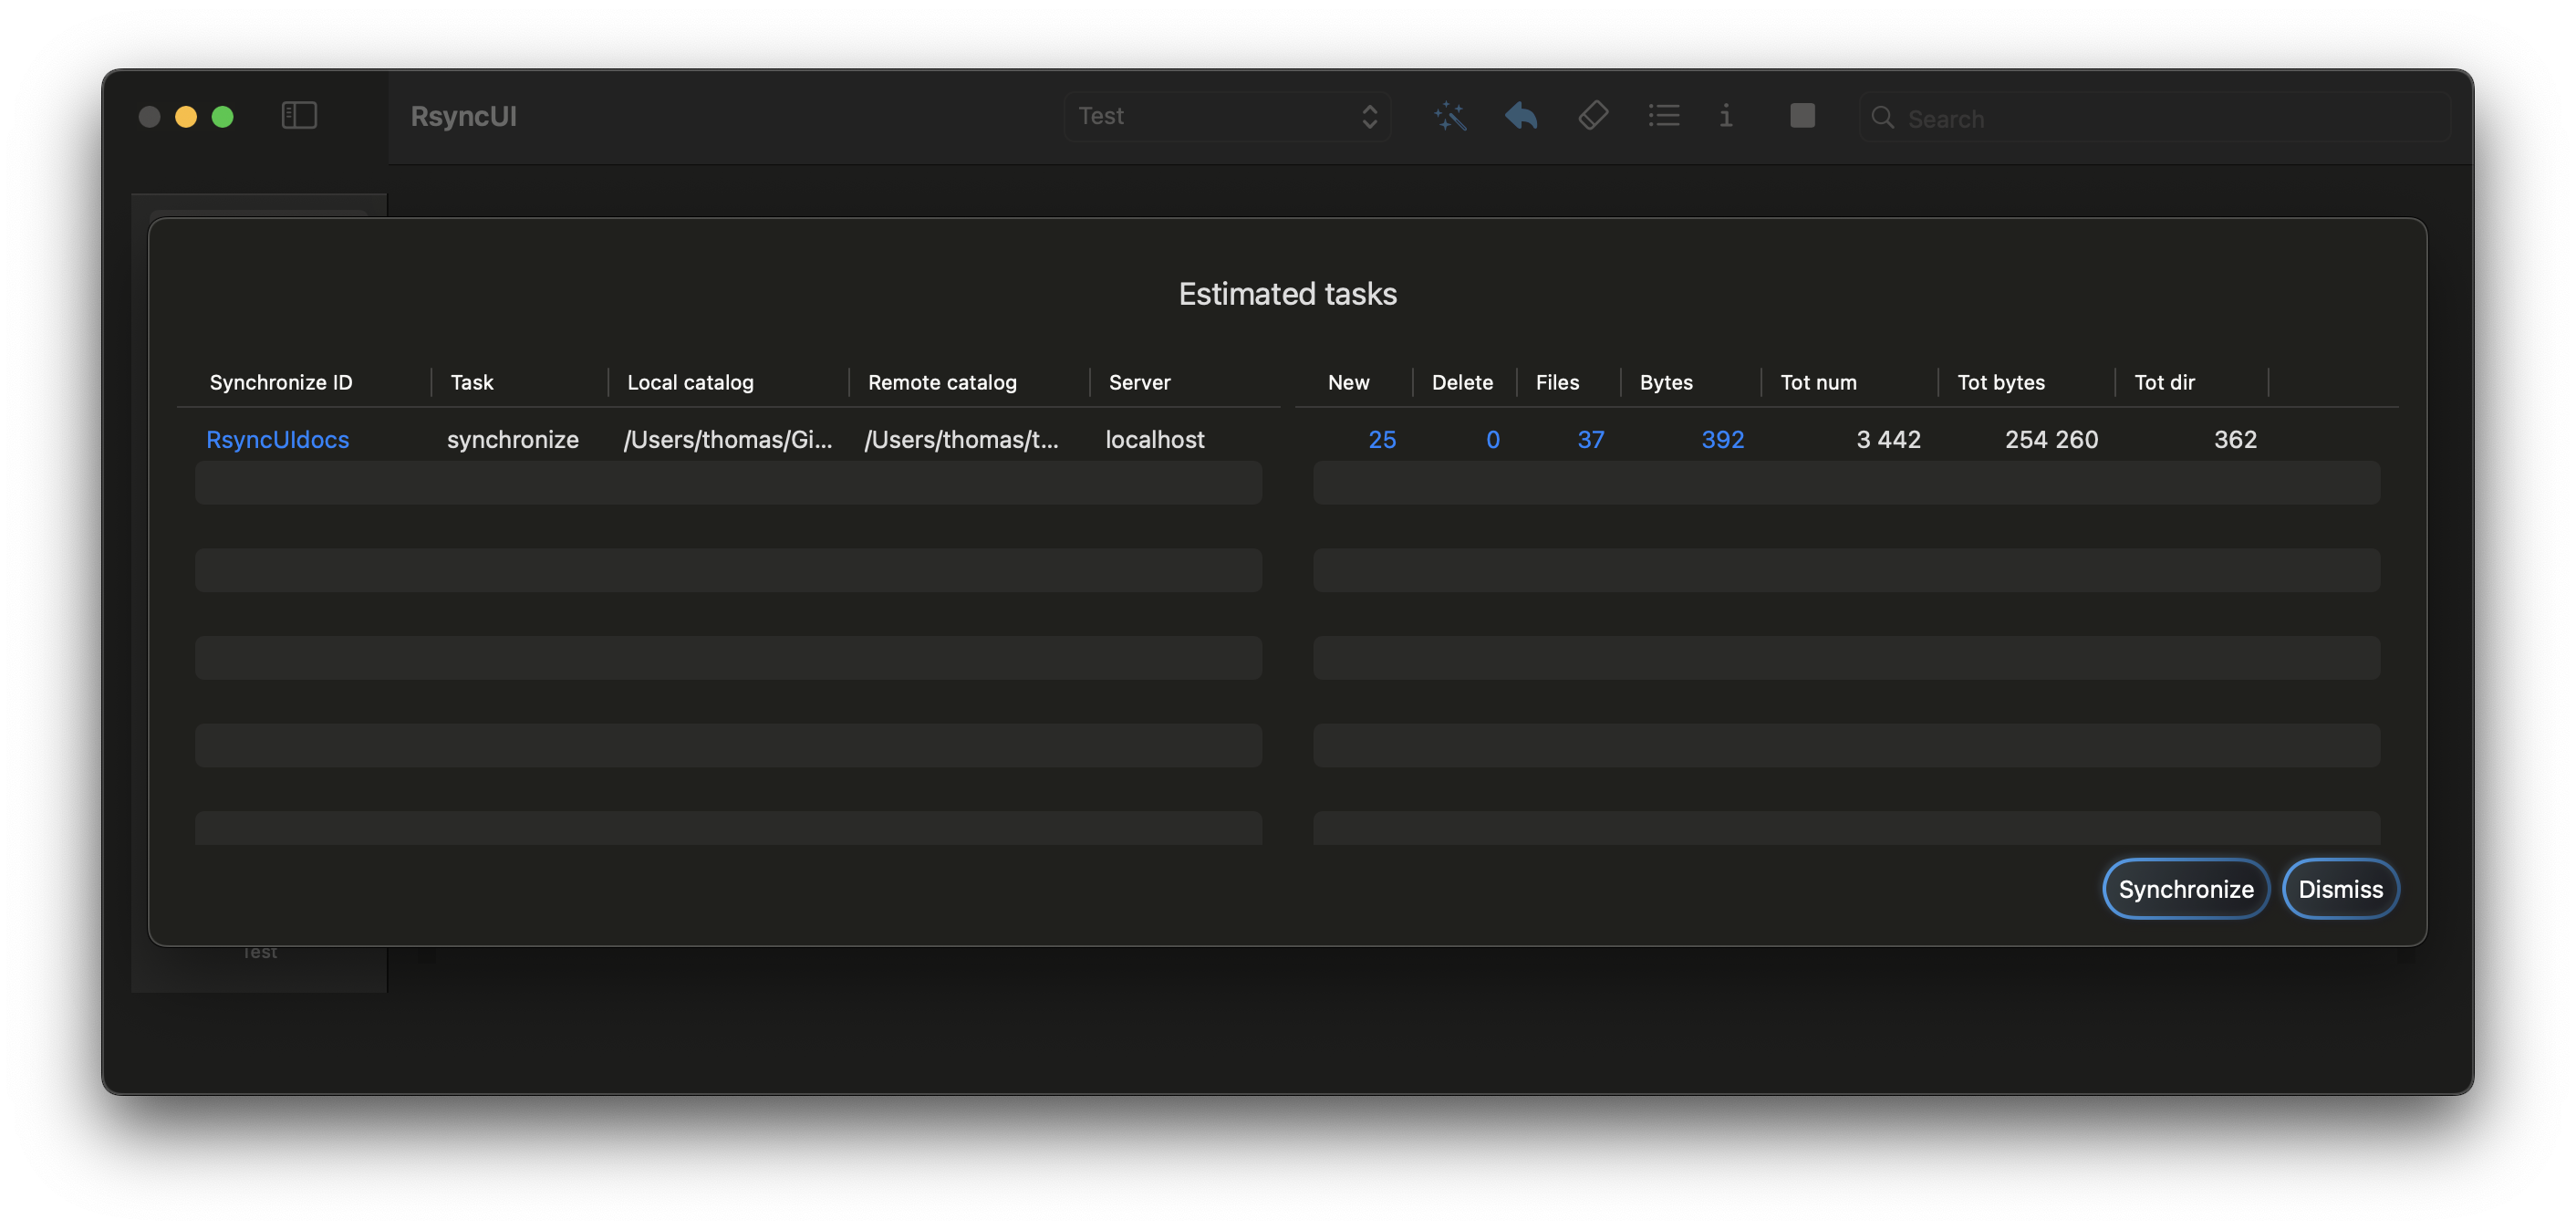 RsyncUI Test i Search
Estimated tasks
Synchronize ID Task Local catalog Remote catalog Server New Delete Files Bytes Tot num Tot bytes Tot dir
RsyncUIdocs synchronize /Users/thomas/Gi... /Users/thomas/t... localhost 25 0 37 392 3 442 254 260 362
Synchronize Dismiss
Test